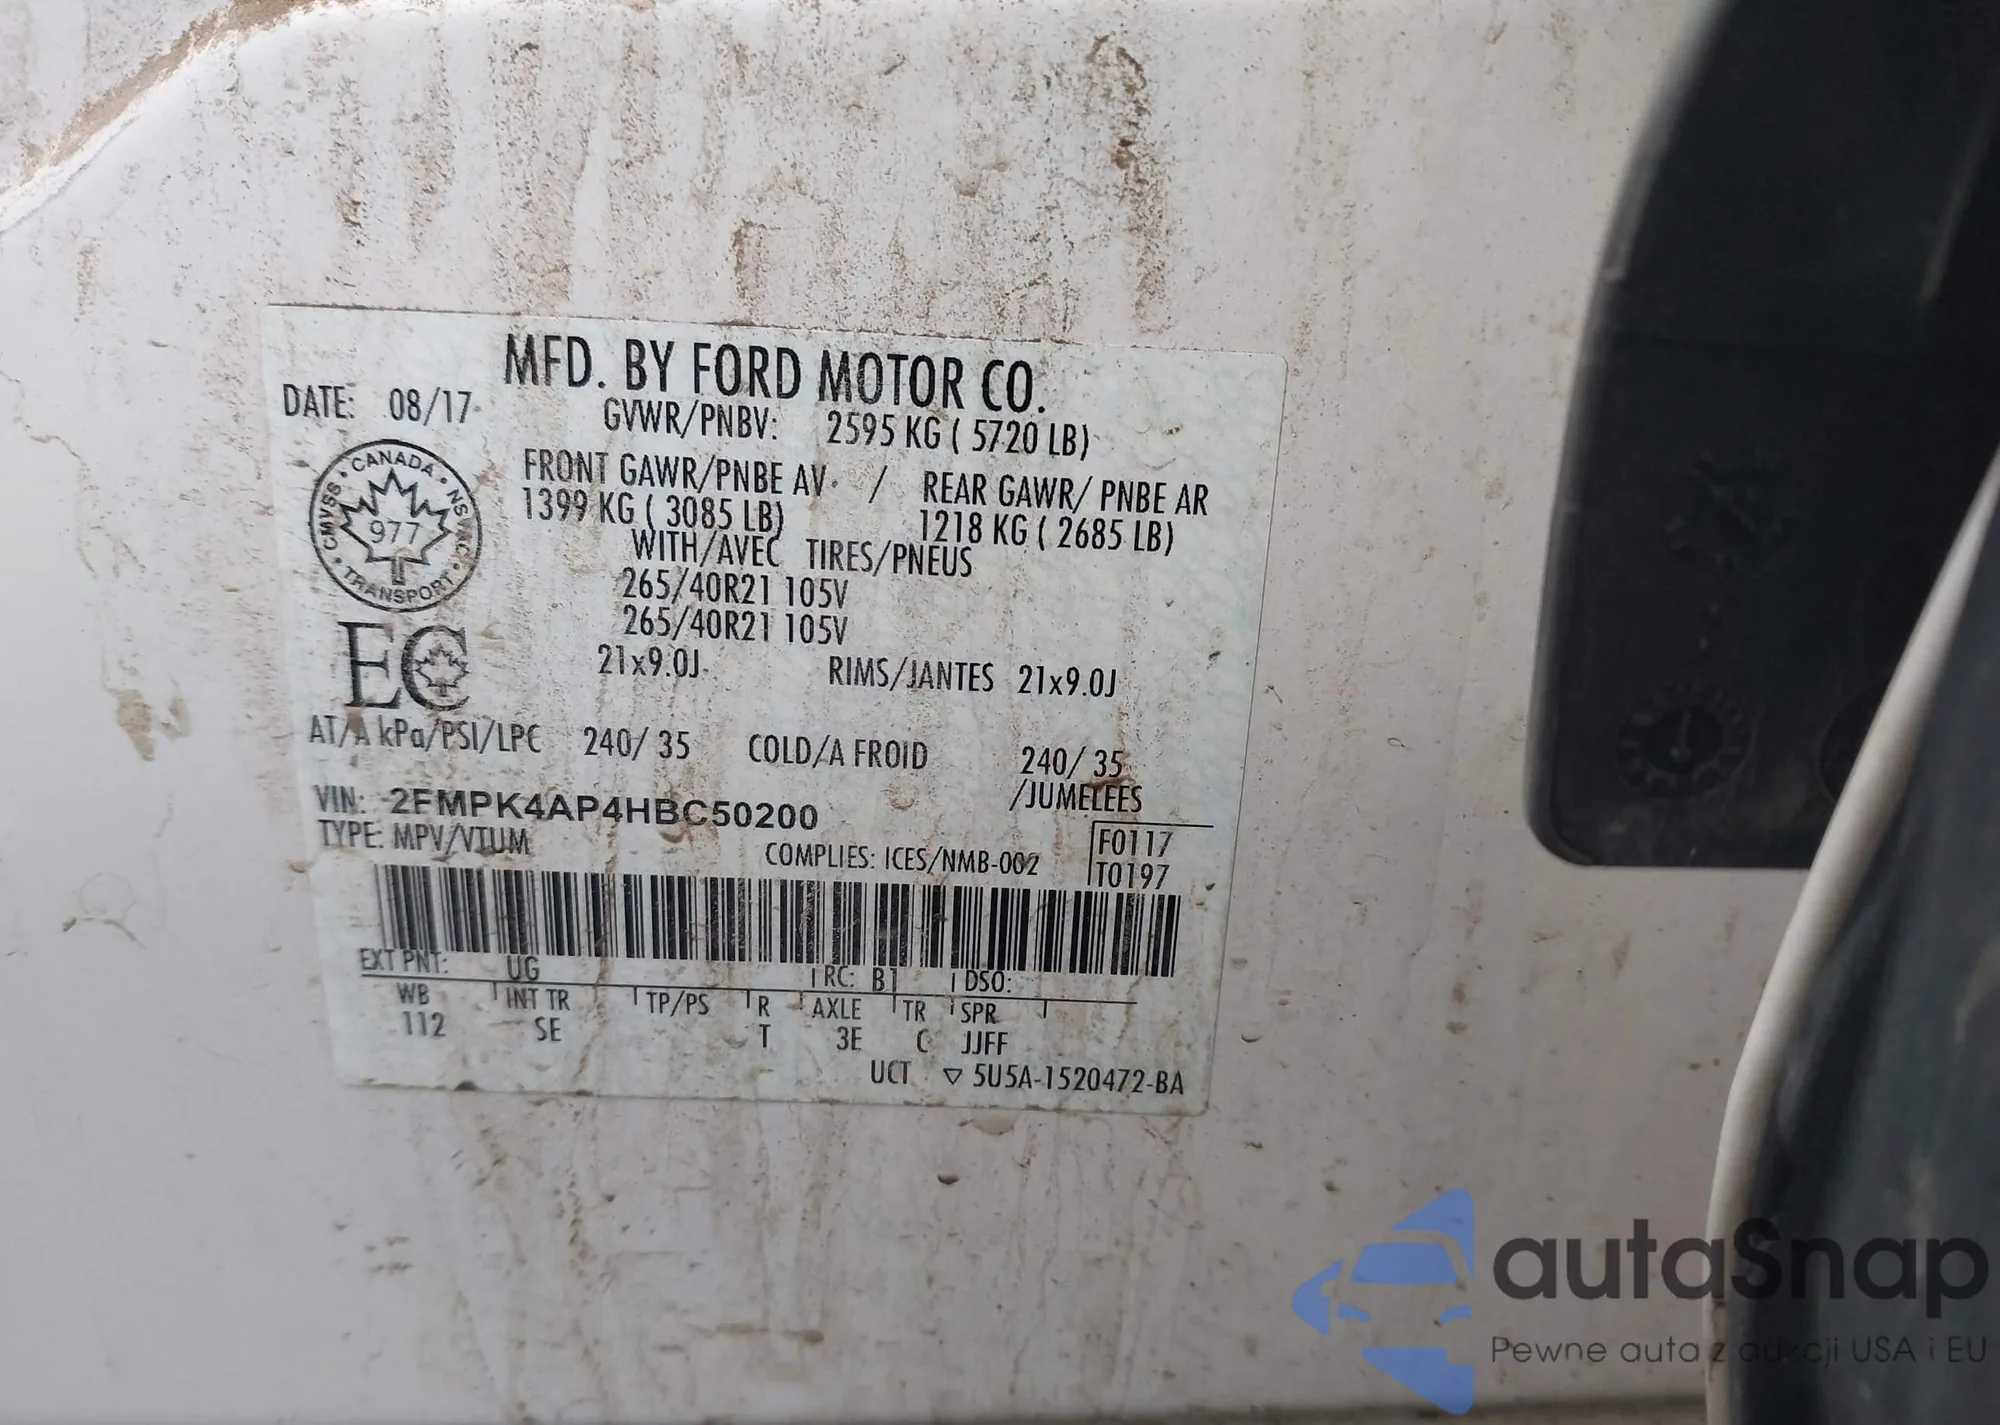 MFD. BY FORD MOTOR CO.
DATE: 08/17
GVWR/PNBV: 2595 KG ( 5720 LB)
FRONT GAWR/PNBE AV / REAR GAWR/ PNBE AR
1399 KG ( 3085 LB) 1218 KG ( 2685 LB)
WITH/AVEC TIRES/PNEUS
265/40R21 105V
265/40R21 105V
21x9.0J RIMS/JANTES 21x9.0J
CANADA
CMVSS NSVAC
977
TRANSPORT
EC
AT/A kPa/PSI/LPC 240/ 35 COLD/A FROID 240/ 35
/JUMELEES
VIN: 2FMPK4AP4HBC50200
TYPE: MPV/VTUM
COMPLIES: ICES/NMB-002
F0117
T0197
EXT PNT: UG RC: B1 DSO:
WB INT TR TP/PS R AXLE TR SPR
112 SE T 3E C JJFF
UCT ▽ 5U5A-1520472-BA
autaSnap
Pewne auta z aukcji USA i EU